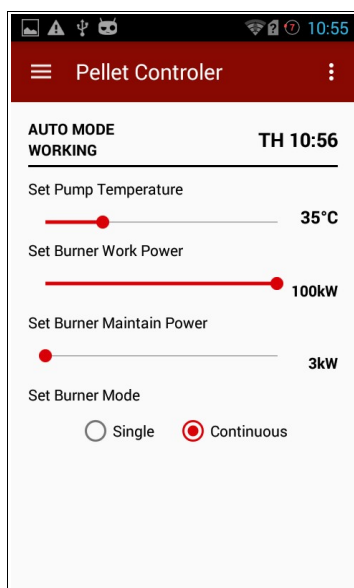 10:55
Pellet Controler
AUTO MODE
WORKING
TH 10:56
Set Pump Temperature
35°C
Set Burner Work Power
100kW
Set Burner Maintain Power
3kW
Set Burner Mode
Single Continuous